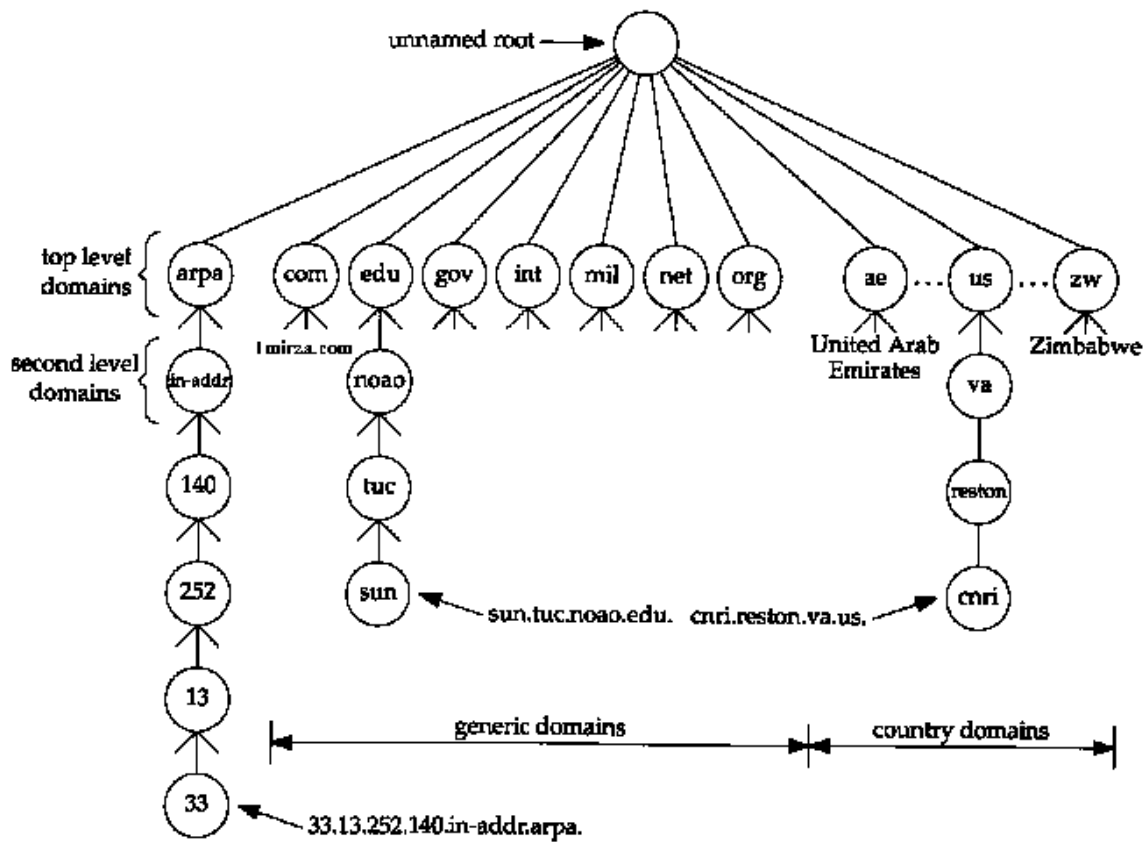 unnamed root
top level
domains
arpa
com
edu
gov
int
mil
net
org
ae
...
us
...
zw
1mirza.com
United Arab
Emirates
Zimbabwe
second level
domains
in-addr
noao
va
140
tuc
reston
252
sun
cnri
sun.tuc.noao.edu.
cnri.reston.va.us.
13
generic domains
country domains
33
33.13.252.140.in-addr.arpa.